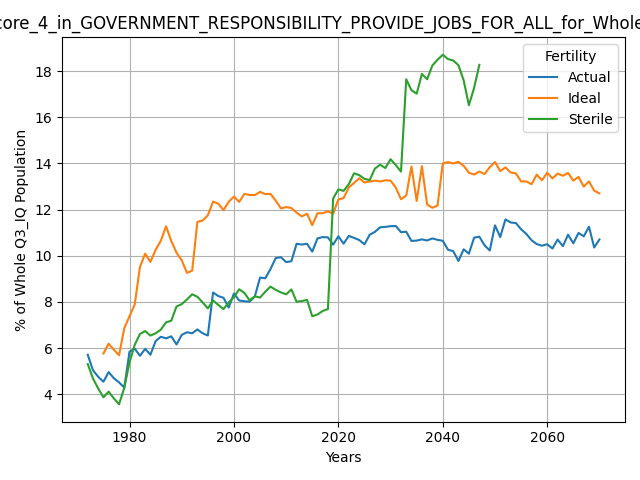 core_4_in_GOVERNMENT_RESPONSIBILITY_PROVIDE_JOBS_FOR_ALL_for_Whole
Fertility
Actual
Ideal
Sterile
% of Whole Q3_IQ Population
18
16
14
12
10
8
6
4
1980
2000
2020
2040
2060
Years